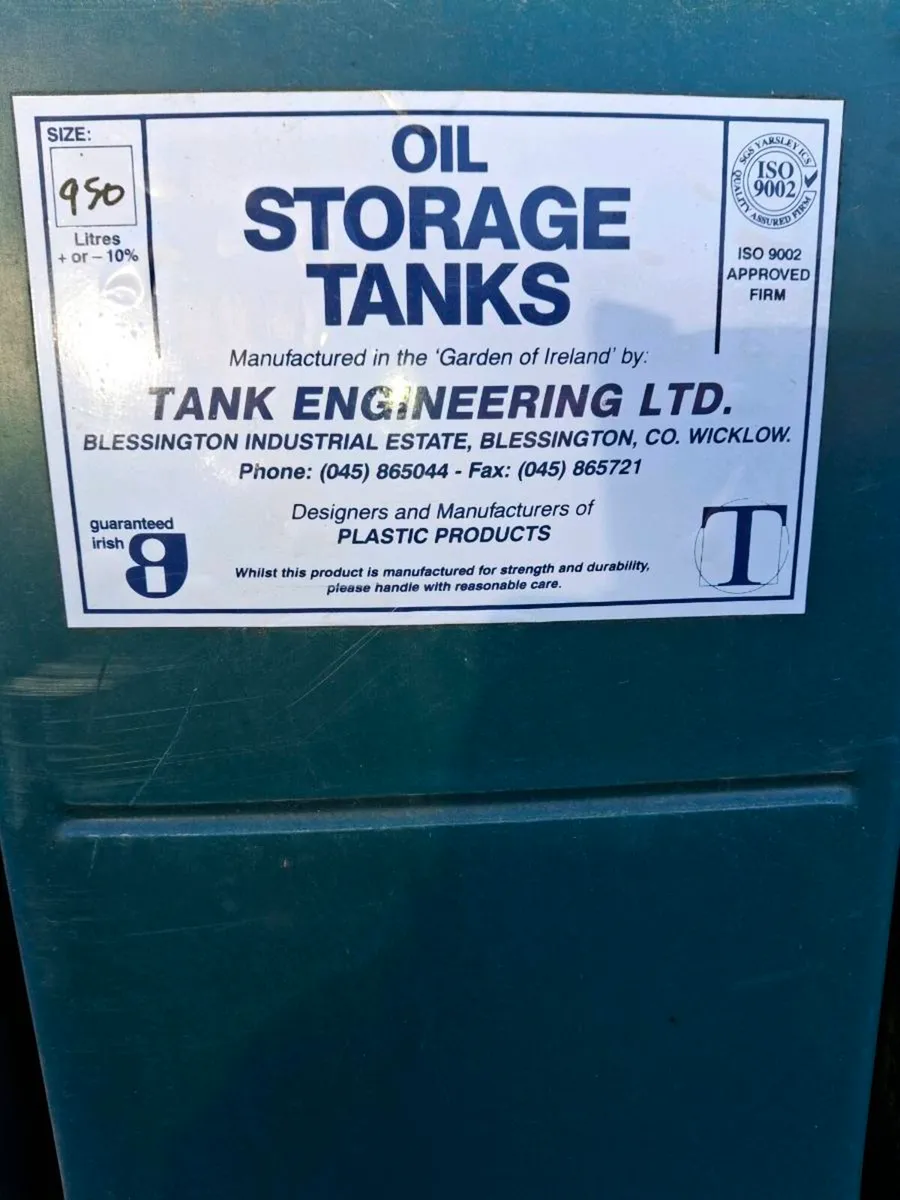 SIZE:
950
Litres
+ or – 10%
OIL
STORAGE
TANKS
SGS YARSLEY ICS
ISO
9002
QUALITY ASSURED FIRM
ISO 9002
APPROVED
FIRM
Manufactured in the 'Garden of Ireland' by:
TANK ENGINEERING LTD.
BLESSINGTON INDUSTRIAL ESTATE, BLESSINGTON, CO. WICKLOW.
Phone: (045) 865044 - Fax: (045) 865721
Designers and Manufacturers of
PLASTIC PRODUCTS
Whilst this product is manufactured for strength and durability,
please handle with reasonable care.
guaranteed
irish
T